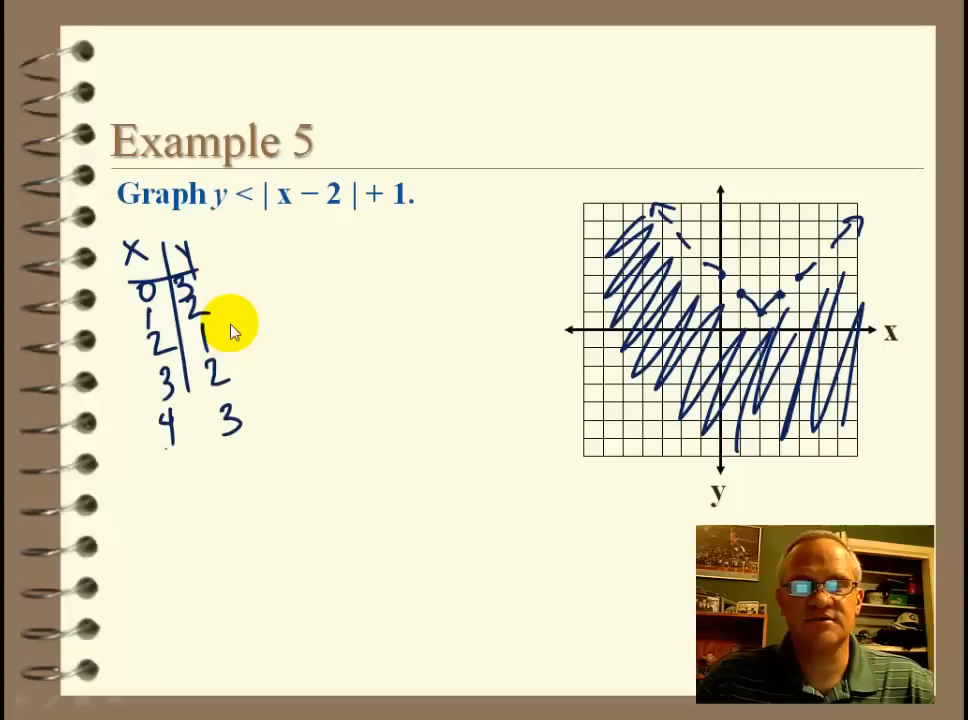 Example 5
Graph y < | x − 2 | + 1.
X | Y
0 3
1 2
2 1
3 2
4 3
x
y